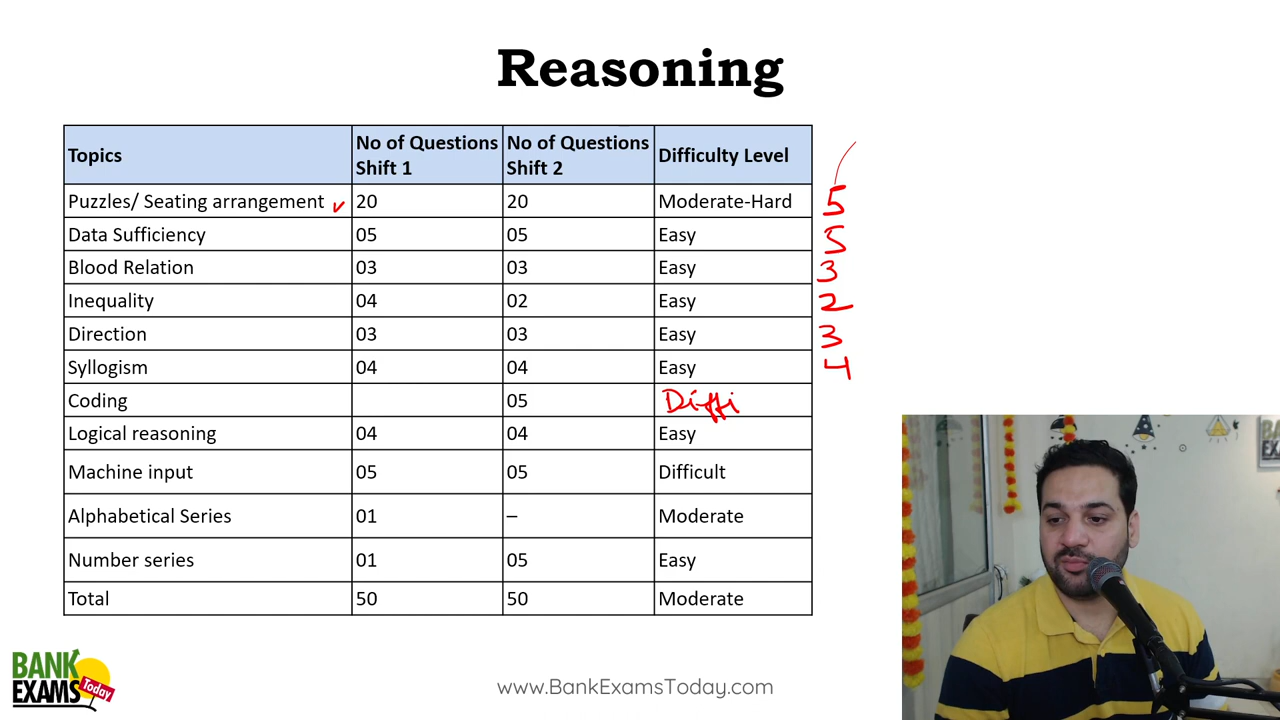 Reasoning
Topics No of Questions Shift 1 No of Questions Shift 2 Difficulty Level
Puzzles/ Seating arrangement 20 20 Moderate-Hard 5
Data Sufficiency 05 05 Easy 5
Blood Relation 03 03 Easy 3
Inequality 04 02 Easy 2
Direction 03 03 Easy 3
Syllogism 04 04 Easy 4
Coding 05 Diffi
Logical reasoning 04 04 Easy
Machine input 05 05 Difficult
Alphabetical Series 01 – Moderate
Number series 01 05 Easy
Total 50 50 Moderate
BANK
EXAMS
Today
www.BankExamsToday.com